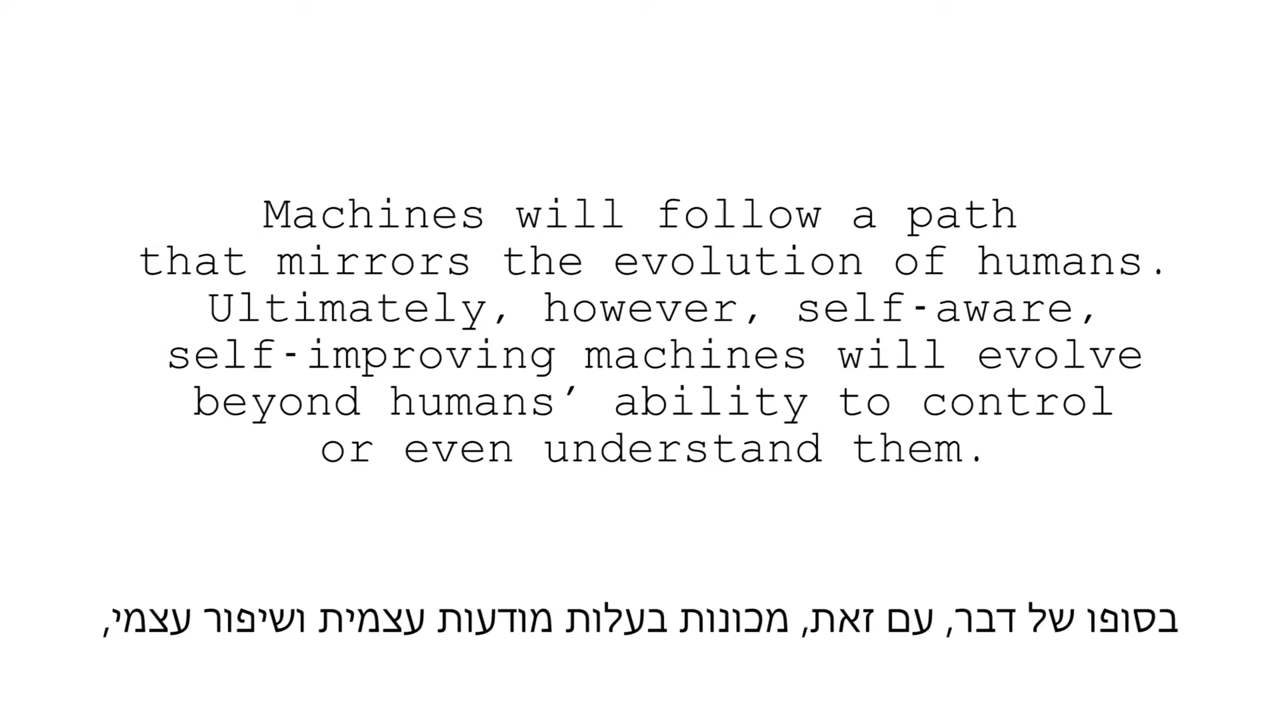 Machines will follow a path
that mirrors the evolution of humans.
Ultimately, however, self-aware,
self-improving machines will evolve
beyond humans’ ability to control
or even understand them.
בסופו של דבר, עם זאת, מכונות בעלות מודעות עצמית ושיפור עצמי,